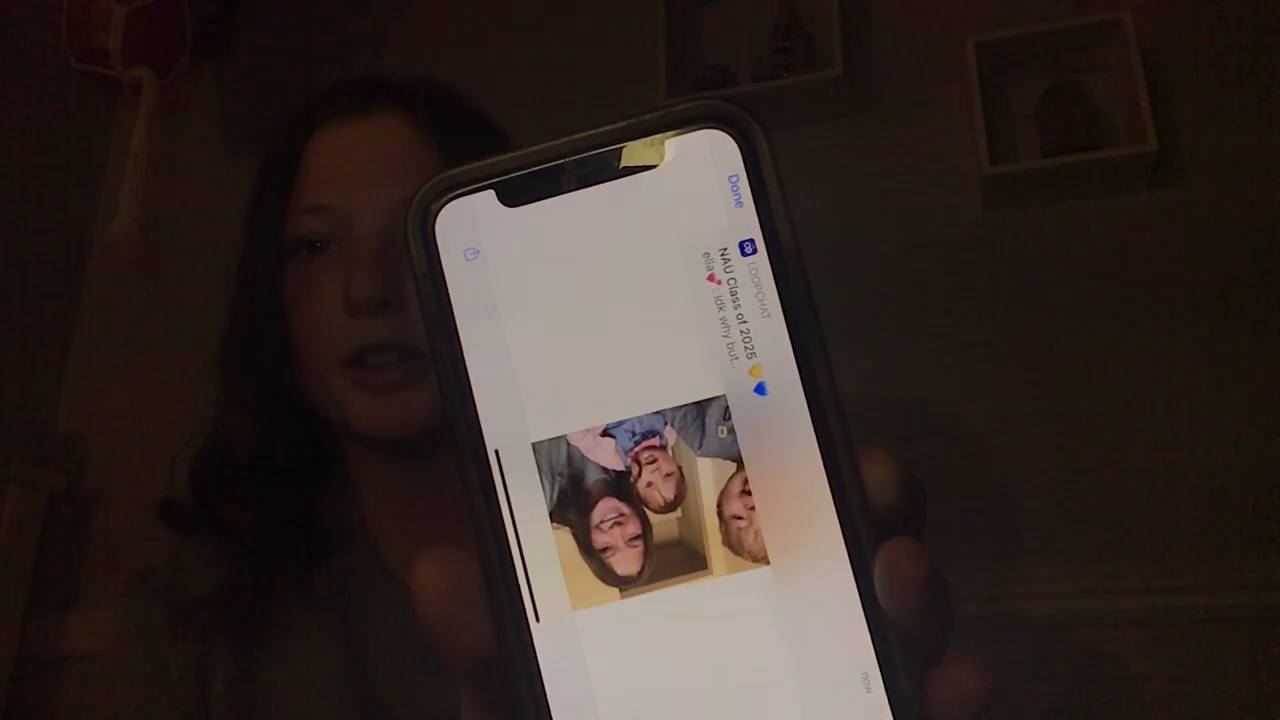 Done
LOOPCHAT
now
NAU Class of 2025 💛💙
ella💕: idk why but..